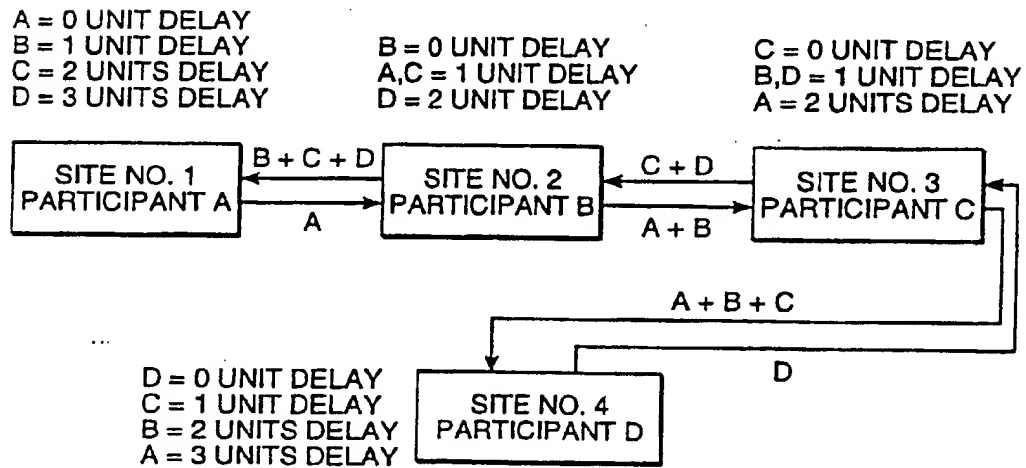 A = 0 UNIT DELAY
B = 1 UNIT DELAY
C = 2 UNITS DELAY
D = 3 UNITS DELAY
B = 0 UNIT DELAY
A,C = 1 UNIT DELAY
D = 2 UNIT DELAY
C = 0 UNIT DELAY
B,D = 1 UNIT DELAY
A = 2 UNITS DELAY
SITE NO. 1
PARTICIPANT A
B + C + D
A
SITE NO. 2
PARTICIPANT B
C + D
A + B
SITE NO. 3
PARTICIPANT C
A + B + C
D
D = 0 UNIT DELAY
C = 1 UNIT DELAY
B = 2 UNITS DELAY
A = 3 UNITS DELAY
SITE NO. 4
PARTICIPANT D